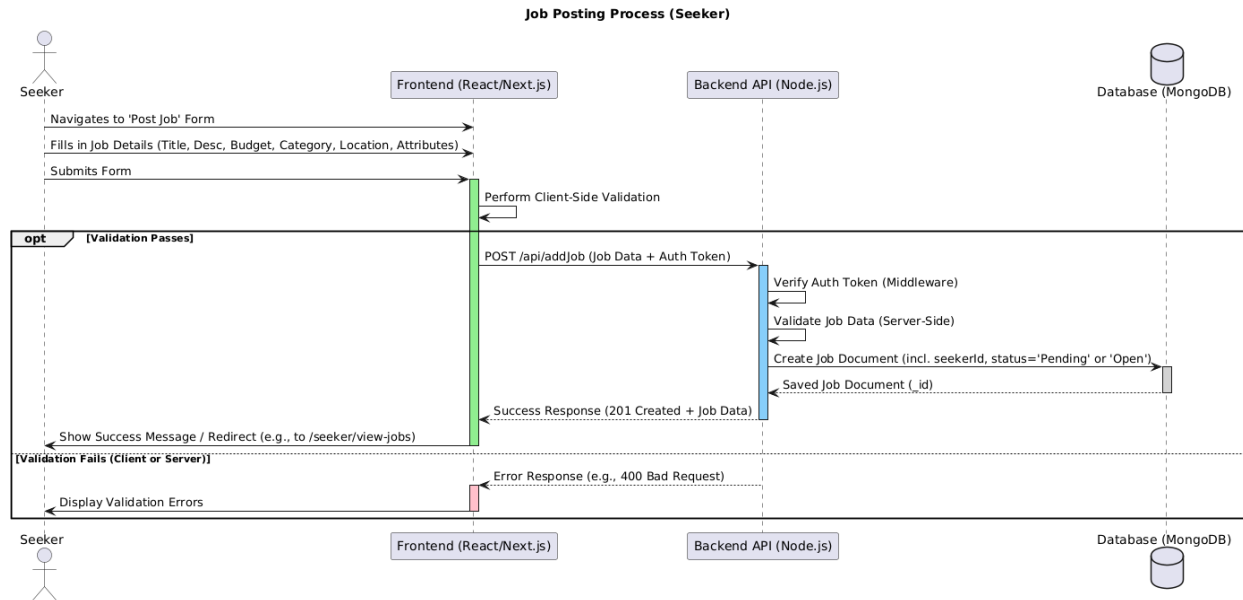 Job Posting Process (Seeker)
Seeker
Frontend (React/Next.js)
Backend API (Node.js)
Database (MongoDB)
Navigates to 'Post Job' Form
Fills in Job Details (Title, Desc, Budget, Category, Location, Attributes)
Submits Form
Perform Client-Side Validation
opt
[Validation Passes]
POST /api/addJob (Job Data + Auth Token)
Verify Auth Token (Middleware)
Validate Job Data (Server-Side)
Create Job Document (incl. seekerId, status='Pending' or 'Open')
Saved Job Document (_id)
Success Response (201 Created + Job Data)
Show Success Message / Redirect (e.g., to /seeker/view-jobs)
[Validation Fails (Client or Server)]
Error Response (e.g., 400 Bad Request)
Display Validation Errors
Seeker
Frontend (React/Next.js)
Backend API (Node.js)
Database (MongoDB)